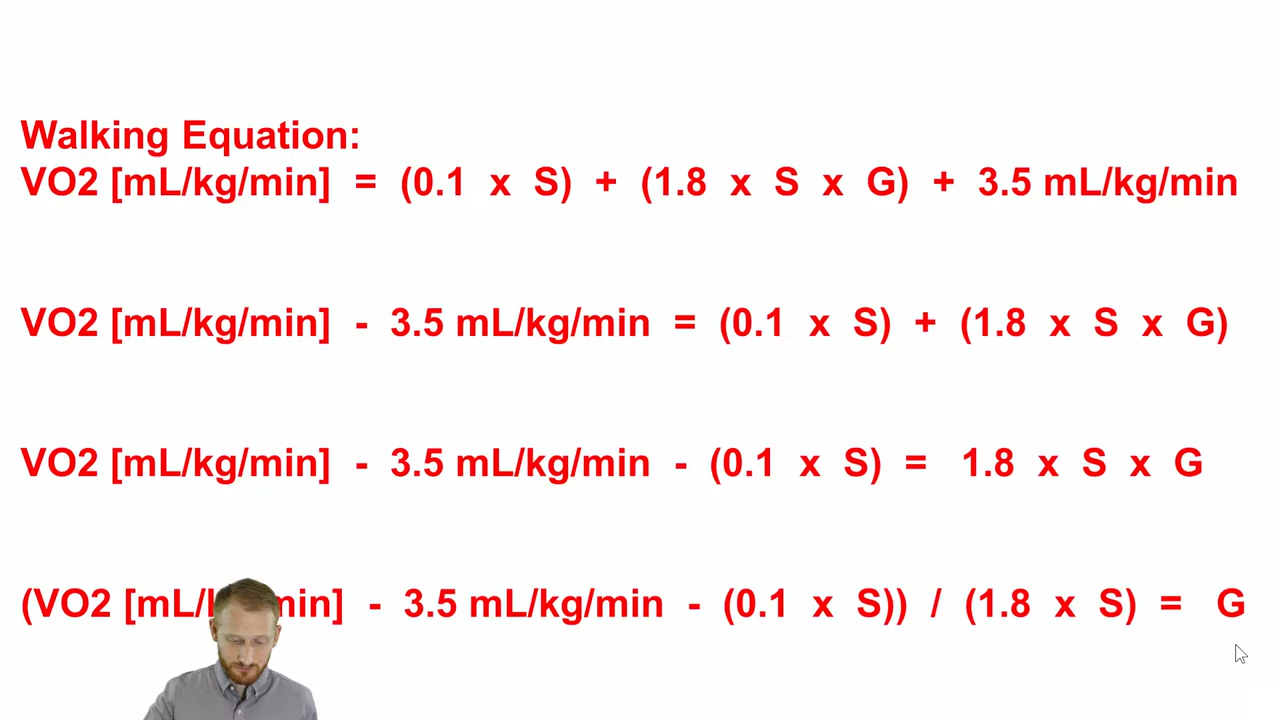 Walking Equation:
VO2 [mL/kg/min] = (0.1 x S) + (1.8 x S x G) + 3.5 mL/kg/min
VO2 [mL/kg/min] - 3.5 mL/kg/min = (0.1 x S) + (1.8 x S x G)
VO2 [mL/kg/min] - 3.5 mL/kg/min - (0.1 x S) = 1.8 x S x G
(VO2 [mL/ min] - 3.5 mL/kg/min - (0.1 x S)) / (1.8 x S) = G